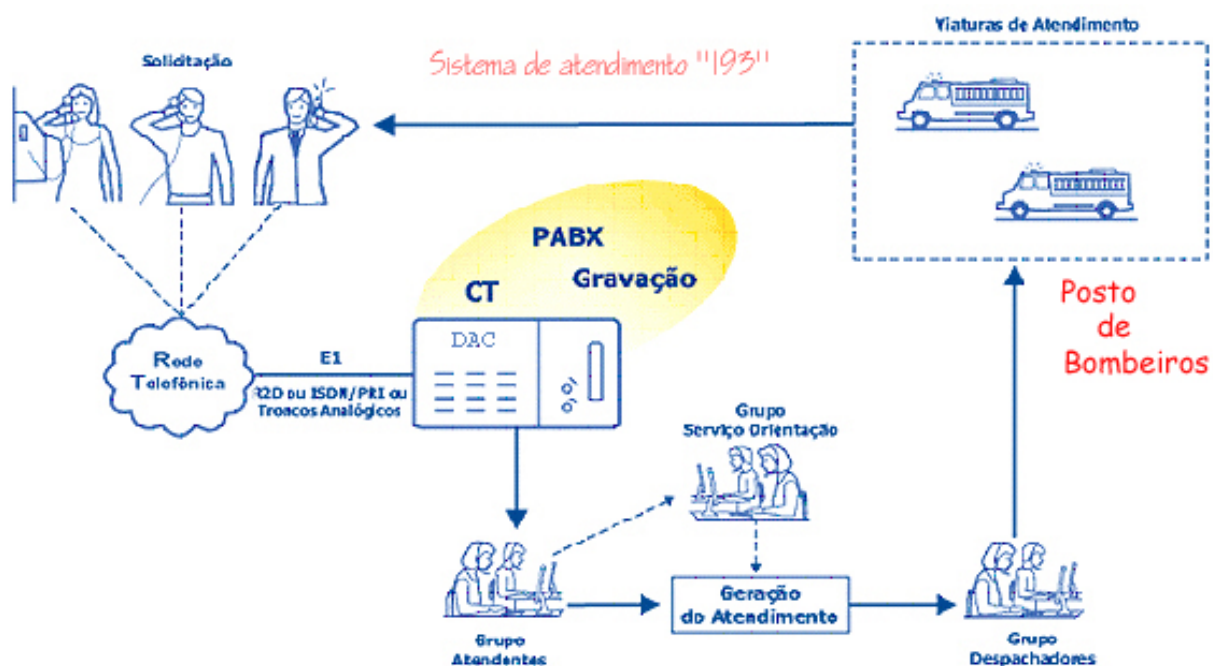 Viaturas de Atendimento
Solicitação
Sistema de atendimento "193"
PABX
Gravação
CT
DAC
Posto
de
Bombeiros
Rede
Telefônica
E1
R2D ou ISDN/PRI ou
Troncos Analógicos
Grupo
Serviço Orientação
Geração
do Atendimento
Grupo
Atendentes
Grupo
Despachadores